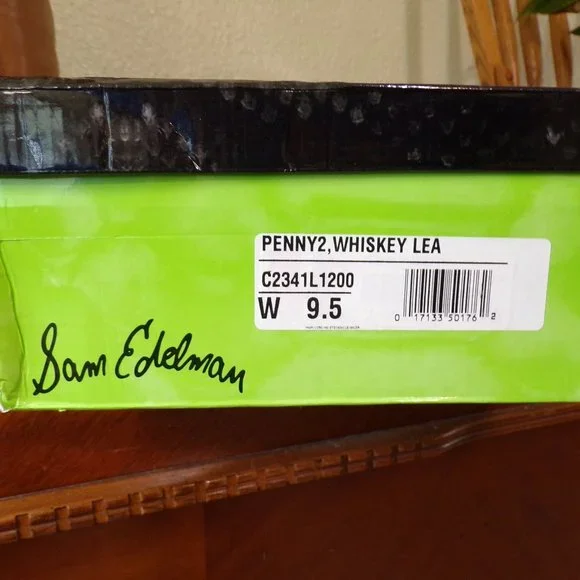 PENNY2,WHISKEY LEA
C2341L1200
W 9.5
0 17133 50176 2
Sam Edelman